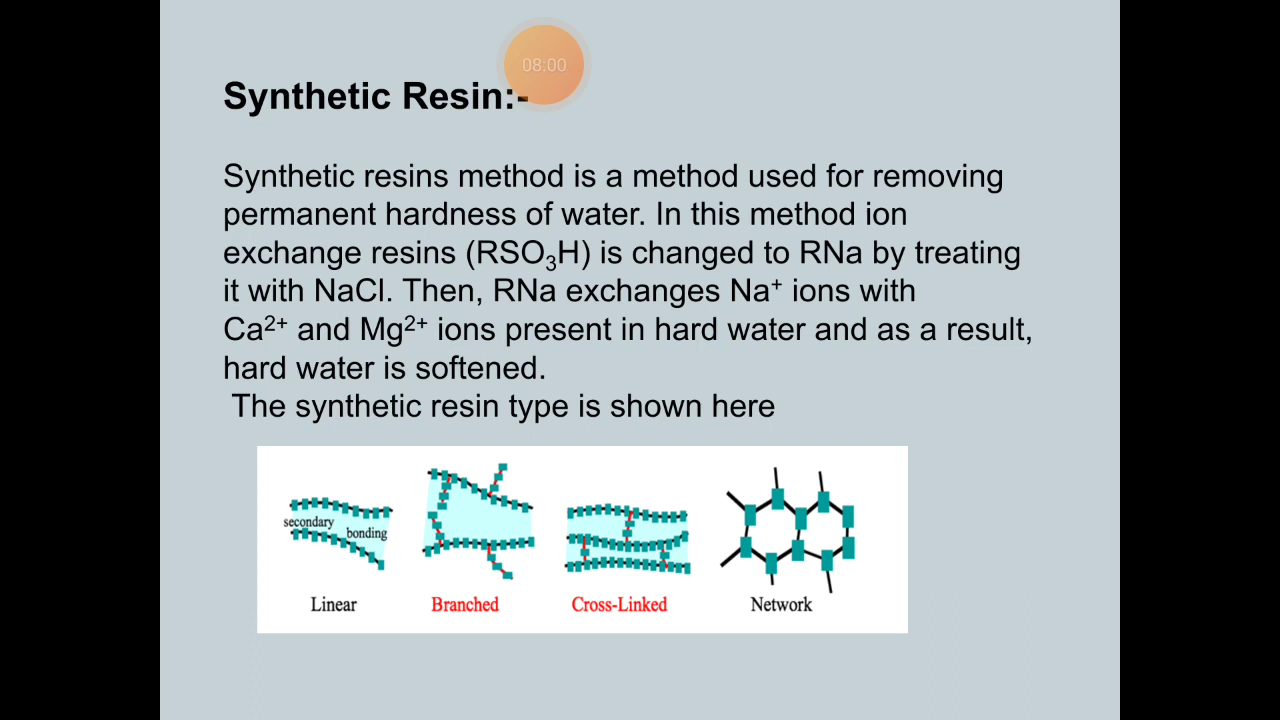 08:00
Synthetic Resin:-
Synthetic resins method is a method used for removing
permanent hardness of water. In this method ion
exchange resins (RSO₃H) is changed to RNa by treating
it with NaCl. Then, RNa exchanges Na⁺ ions with
Ca²⁺ and Mg²⁺ ions present in hard water and as a result,
hard water is softened.
The synthetic resin type is shown here
secondary
bonding
Linear
Branched
Cross-Linked
Network